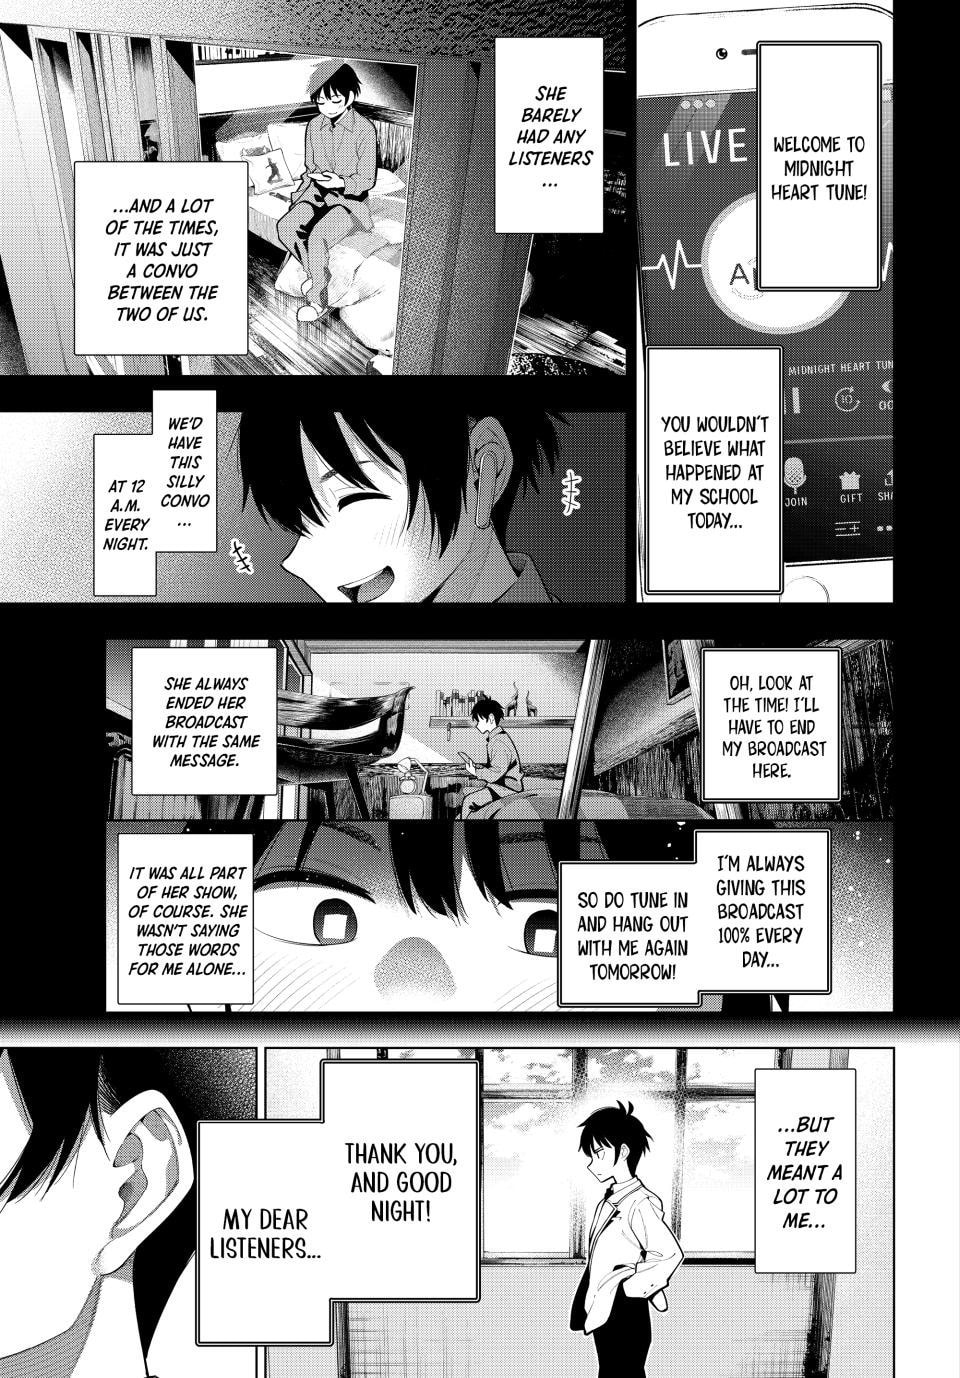 WELCOME TO
MIDNIGHT
HEART TUNE!
LIVE
MIDNIGHT HEART TUN
10
00
JOIN
GIFT
SHA
YOU WOULDN'T
BELIEVE WHAT
HAPPENED AT
MY SCHOOL
TODAY...
SHE
BARELY
HAD ANY
LISTENERS
...
...AND A LOT
OF THE TIMES,
IT WAS JUST
A CONVO
BETWEEN THE
TWO OF US.
WE'D
HAVE
THIS
SILLY
CONVO
...
AT 12
A.M.
EVERY
NIGHT.
OH, LOOK AT
THE TIME! I'LL
HAVE TO END
MY BROADCAST
HERE.
SHE ALWAYS
ENDED HER
BROADCAST
WITH THE SAME
MESSAGE.
I'M ALWAYS
GIVING THIS
BROADCAST
100% EVERY
DAY...
SO DO TUNE IN
AND HANG OUT
WITH ME AGAIN
TOMORROW!
IT WAS ALL PART
OF HER SHOW,
OF COURSE. SHE
WASN'T SAYING
THOSE WORDS
FOR ME ALONE...
...BUT
THEY
MEANT A
LOT TO
ME...
THANK YOU,
AND GOOD
NIGHT!
MY DEAR
LISTENERS...